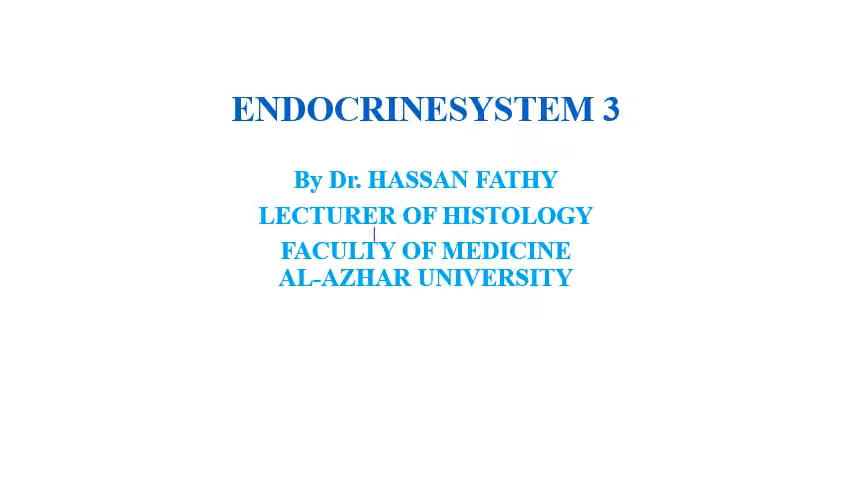 ENDOCRINESYSTEM 3
By Dr. HASSAN FATHY
LECTURER OF HISTOLOGY
FACULTY OF MEDICINE
AL-AZHAR UNIVERSITY